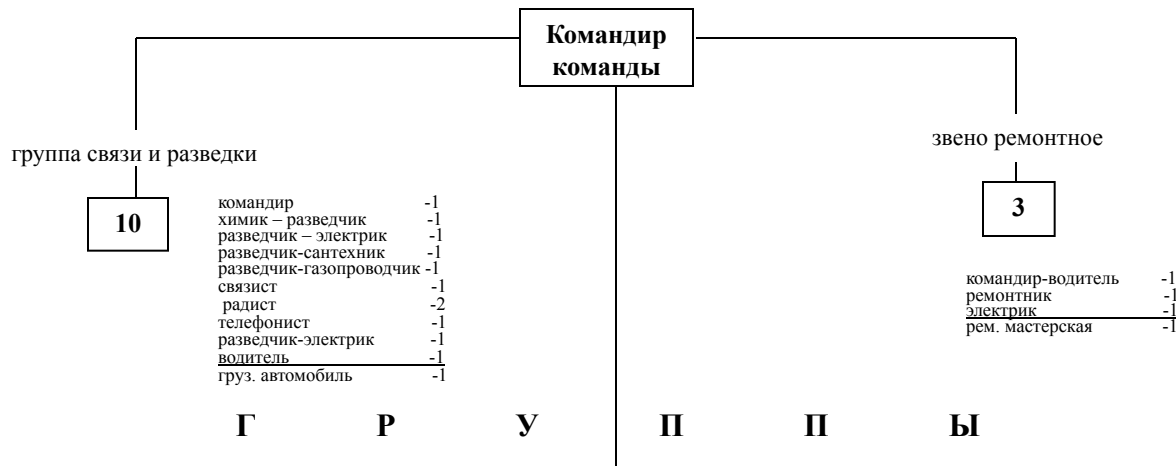 Командир
команды
группа связи и разведки
10
командир -1
химик – разведчик -1
разведчик – электрик -1
разведчик-сантехник -1
разведчик-газопроводчик -1
связист -1
радист -2
телефонист -1
разведчик-электрик -1
водитель -1
груз. автомобиль -1
звено ремонтное
3
командир-водитель -1
ремонтник -1
электрик -1
рем. мастерская -1
Г Р У П П Ы